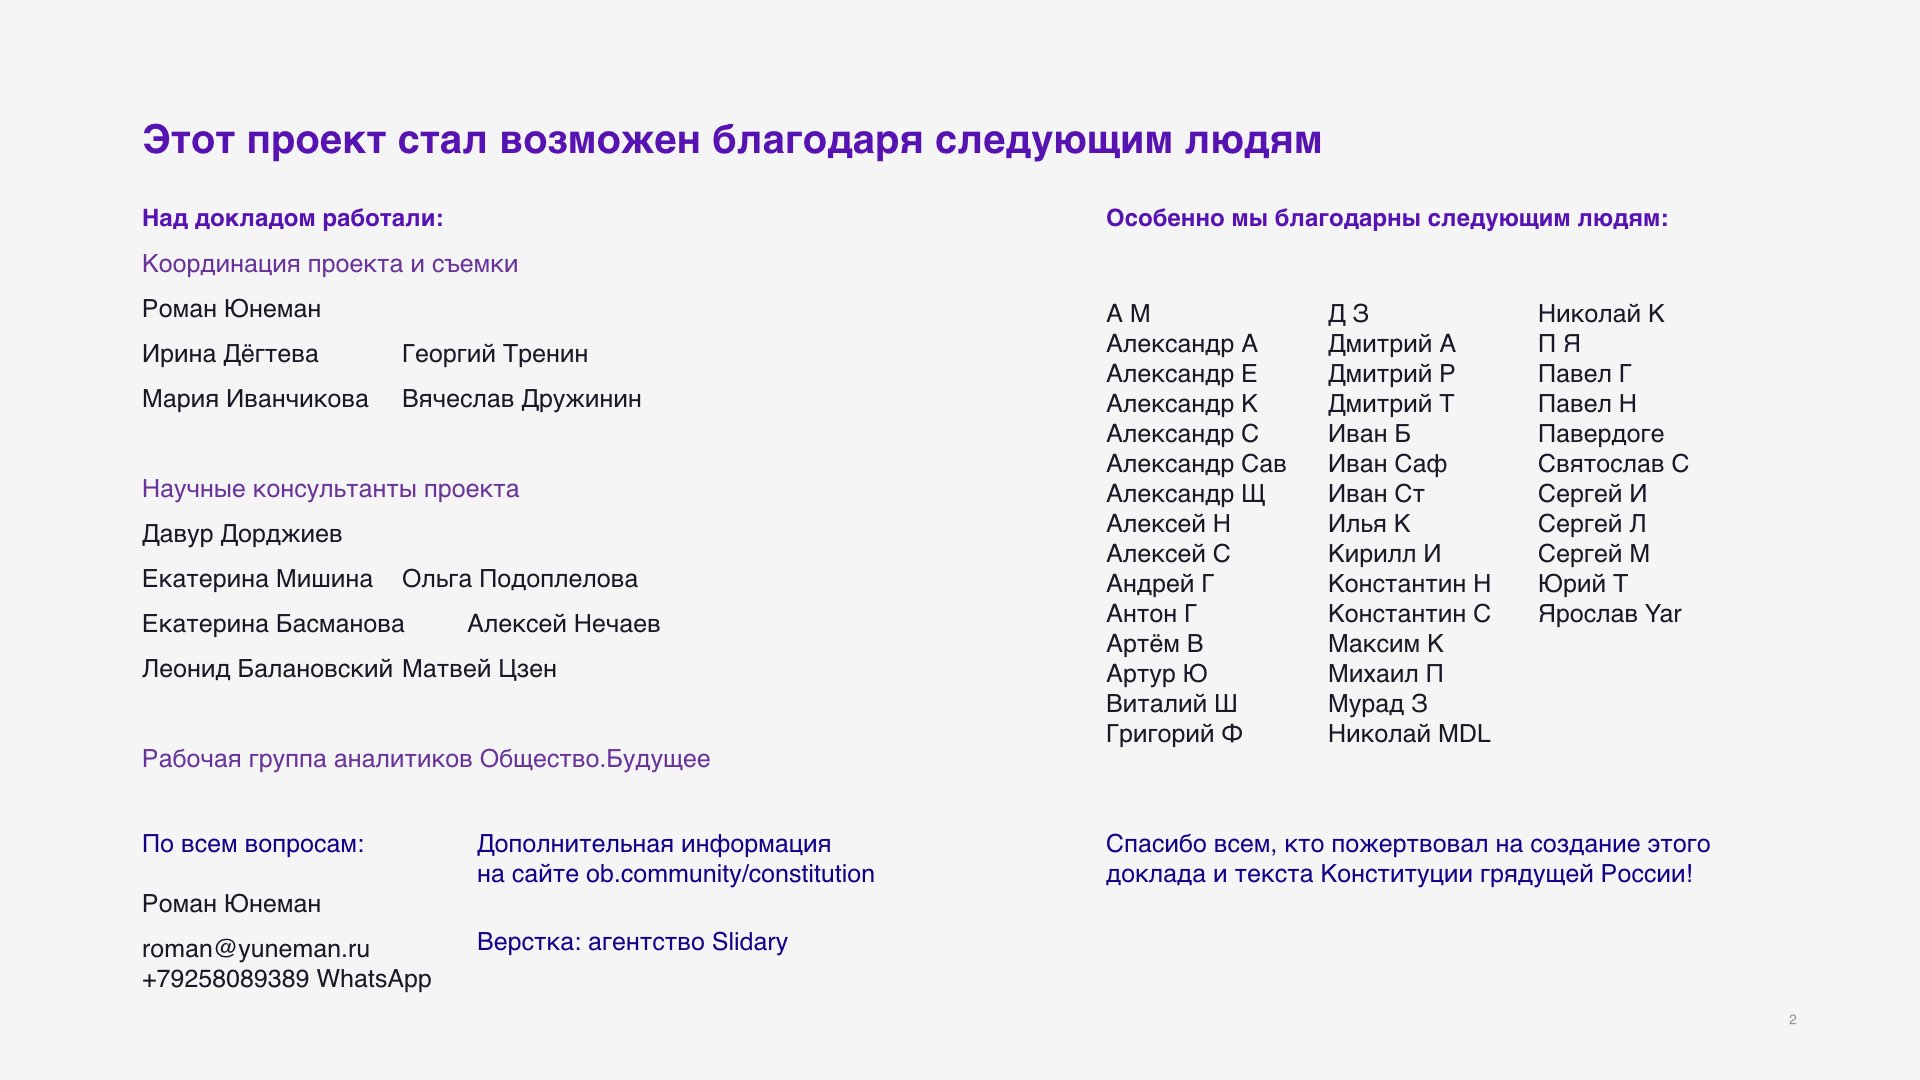 Этот проект стал возможен благодаря следующим людям
Над докладом работали:
Координация проекта и съемки
Роман Юнеман
Ирина Дёгтева Георгий Тренин
Мария Иванчикова Вячеслав Дружинин
Научные консультанты проекта
Давур Дорджиев
Екатерина Мишина Ольга Подоплелова
Екатерина Басманова Алексей Нечаев
Леонид Балановский Матвей Цзен
Рабочая группа аналитиков Общество.Будущее
По всем вопросам:
Роман Юнеман
roman@yuneman.ru
+79258089389 WhatsApp
Дополнительная информация
на сайте ob.community/constitution
Верстка: агентство Slidary
Особенно мы благодарны следующим людям:
А М
Александр А
Александр Е
Александр К
Александр С
Александр Сав
Александр Щ
Алексей Н
Алексей С
Андрей Г
Антон Г
Артём В
Артур Ю
Виталий Ш
Григорий Ф
Д З
Дмитрий А
Дмитрий Р
Дмитрий Т
Иван Б
Иван Саф
Иван Ст
Илья К
Кирилл И
Константин Н
Константин С
Максим К
Михаил П
Мурад З
Николай MDL
Николай К
П Я
Павел Г
Павел Н
Павердоге
Святослав С
Сергей И
Сергей Л
Сергей М
Юрий Т
Ярослав Yar
Спасибо всем, кто пожертвовал на создание этого
доклада и текста Конституции грядущей России!
2